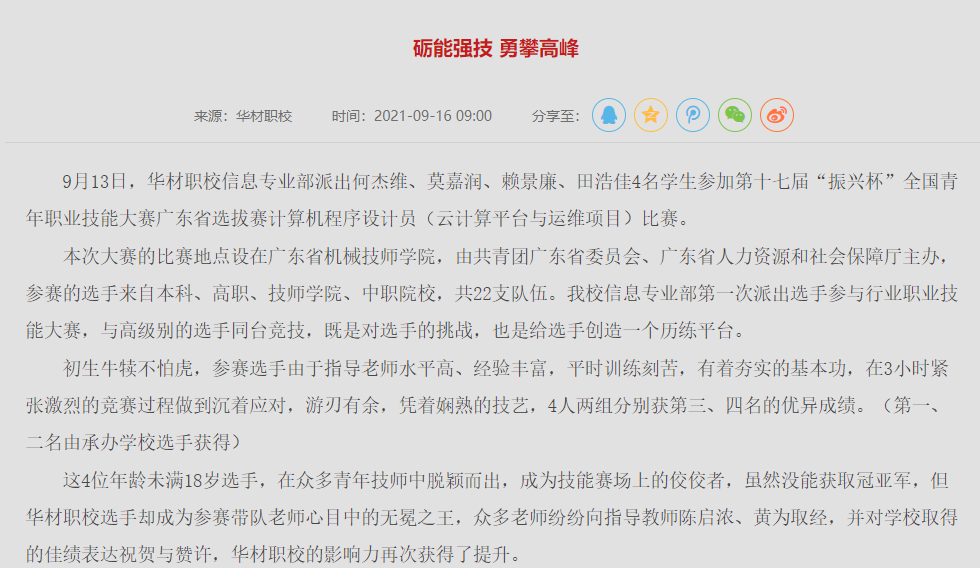 砺能强技 勇攀高峰
来源：华材职校 时间：2021-09-16 09:00 分享至：
9月13日，华材职校信息专业部派出何杰维、莫嘉润、赖景廉、田浩佳4名学生参加第十七届“振兴杯”全国青
年职业技能大赛广东省选拔赛计算机程序设计员（云计算平台与运维项目）比赛。
本次大赛的比赛地点设在广东省机械技师学院，由共青团广东省委员会、广东省人力资源和社会保障厅主办，
参赛的选手来自本科、高职、技师学院、中职院校，共22支队伍。我校信息专业部第一次派出选手参与行业职业技
能大赛，与高级别的选手同台竞技，既是对选手的挑战，也是给选手创造一个历练平台。
初生牛犊不怕虎，参赛选手由于指导老师水平高、经验丰富，平时训练刻苦，有着夯实的基本功，在3小时紧
张激烈的竞赛过程做到沉着应对，游刃有余，凭着娴熟的技艺，4人两组分别获第三、四名的优异成绩。（第一、
二名由承办学校选手获得）
这4位年龄未满18岁选手，在众多青年技师中脱颖而出，成为技能赛场上的佼佼者，虽然没能获取冠亚军，但
华材职校选手却成为参赛带队老师心目中的无冕之王，众多老师纷纷向指导教师陈启浓、黄为取经，并对学校取得
的佳绩表达祝贺与赞许，华材职校的影响力再次获得了提升。